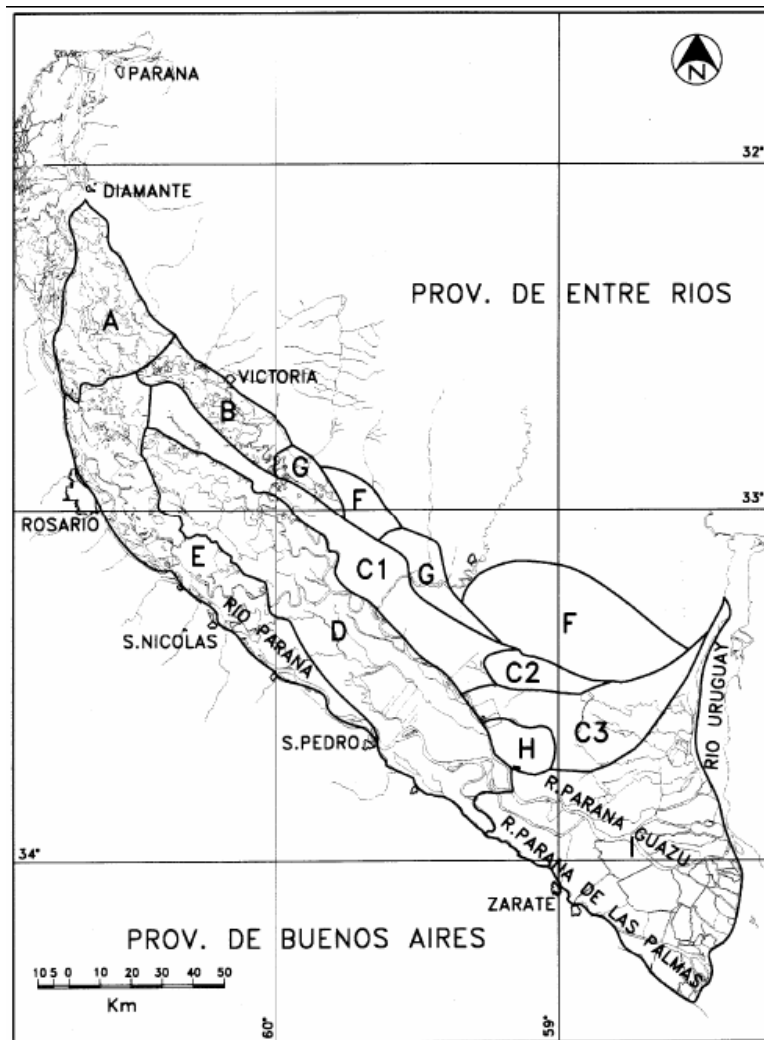 PARANA
N
32°
DIAMANTE
PROV. DE ENTRE RIOS
A
VICTORIA
B
G
F
ROSARIO
33°
C1
G
E
F
RIO PARANA
S.NICOLAS
D
C2
RIO URUGUAY
C3
H
S.PEDRO
R.PARANA GUAZU
I
R.PARANA DE LAS PALMAS
34°
ZARATE
PROV. DE BUENOS AIRES
10 5 0 10 20 30 40 50
Km
60°
59°